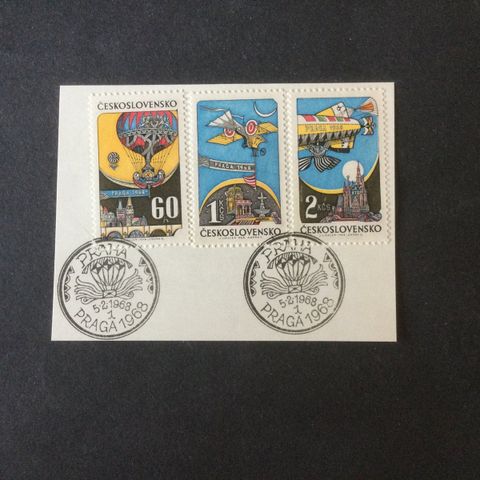 ČESKOSLOVENSKO
PRAGA 1968
60
PRAGA 1968
1 KČS
ČESKOSLOVENSKO
PRAGA 1968
2 KČS
ČESKOSLOVENSKO
PRAHA
5.2.1968
1
PRAGA 1968
PRAHA
5.2.1968
1
PRAGA 1968